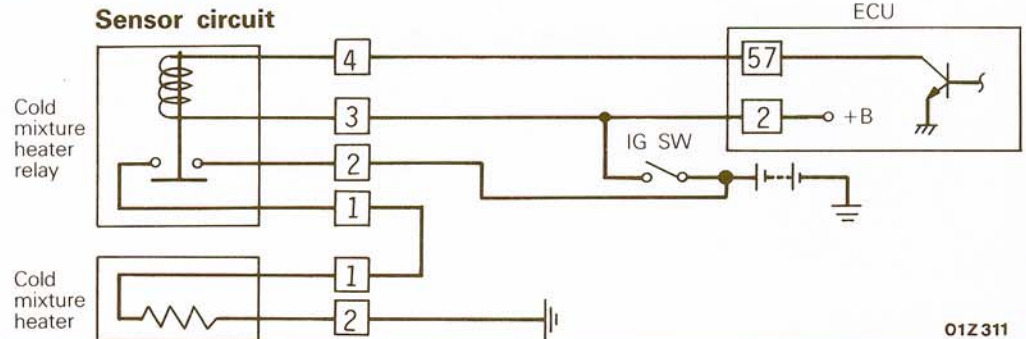 Sensor circuit
ECU
Cold
mixture
heater
relay
4
57
3
2
+B
IG SW
2
1
Cold
mixture
heater
1
2
01Z311